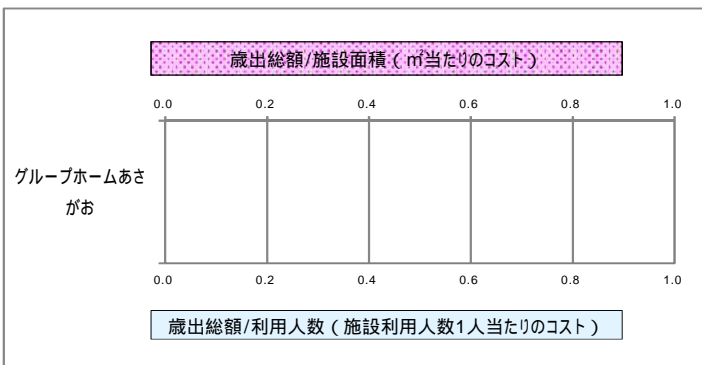 歳出総額/施設面積(㎡当たりのコスト)
0.0 0.2 0.4 0.6 0.8 1.0
グループホームあさ
がお
0.0 0.2 0.4 0.6 0.8 1.0
歳出総額/利用人数(施設利用人数1人当たりのコスト)